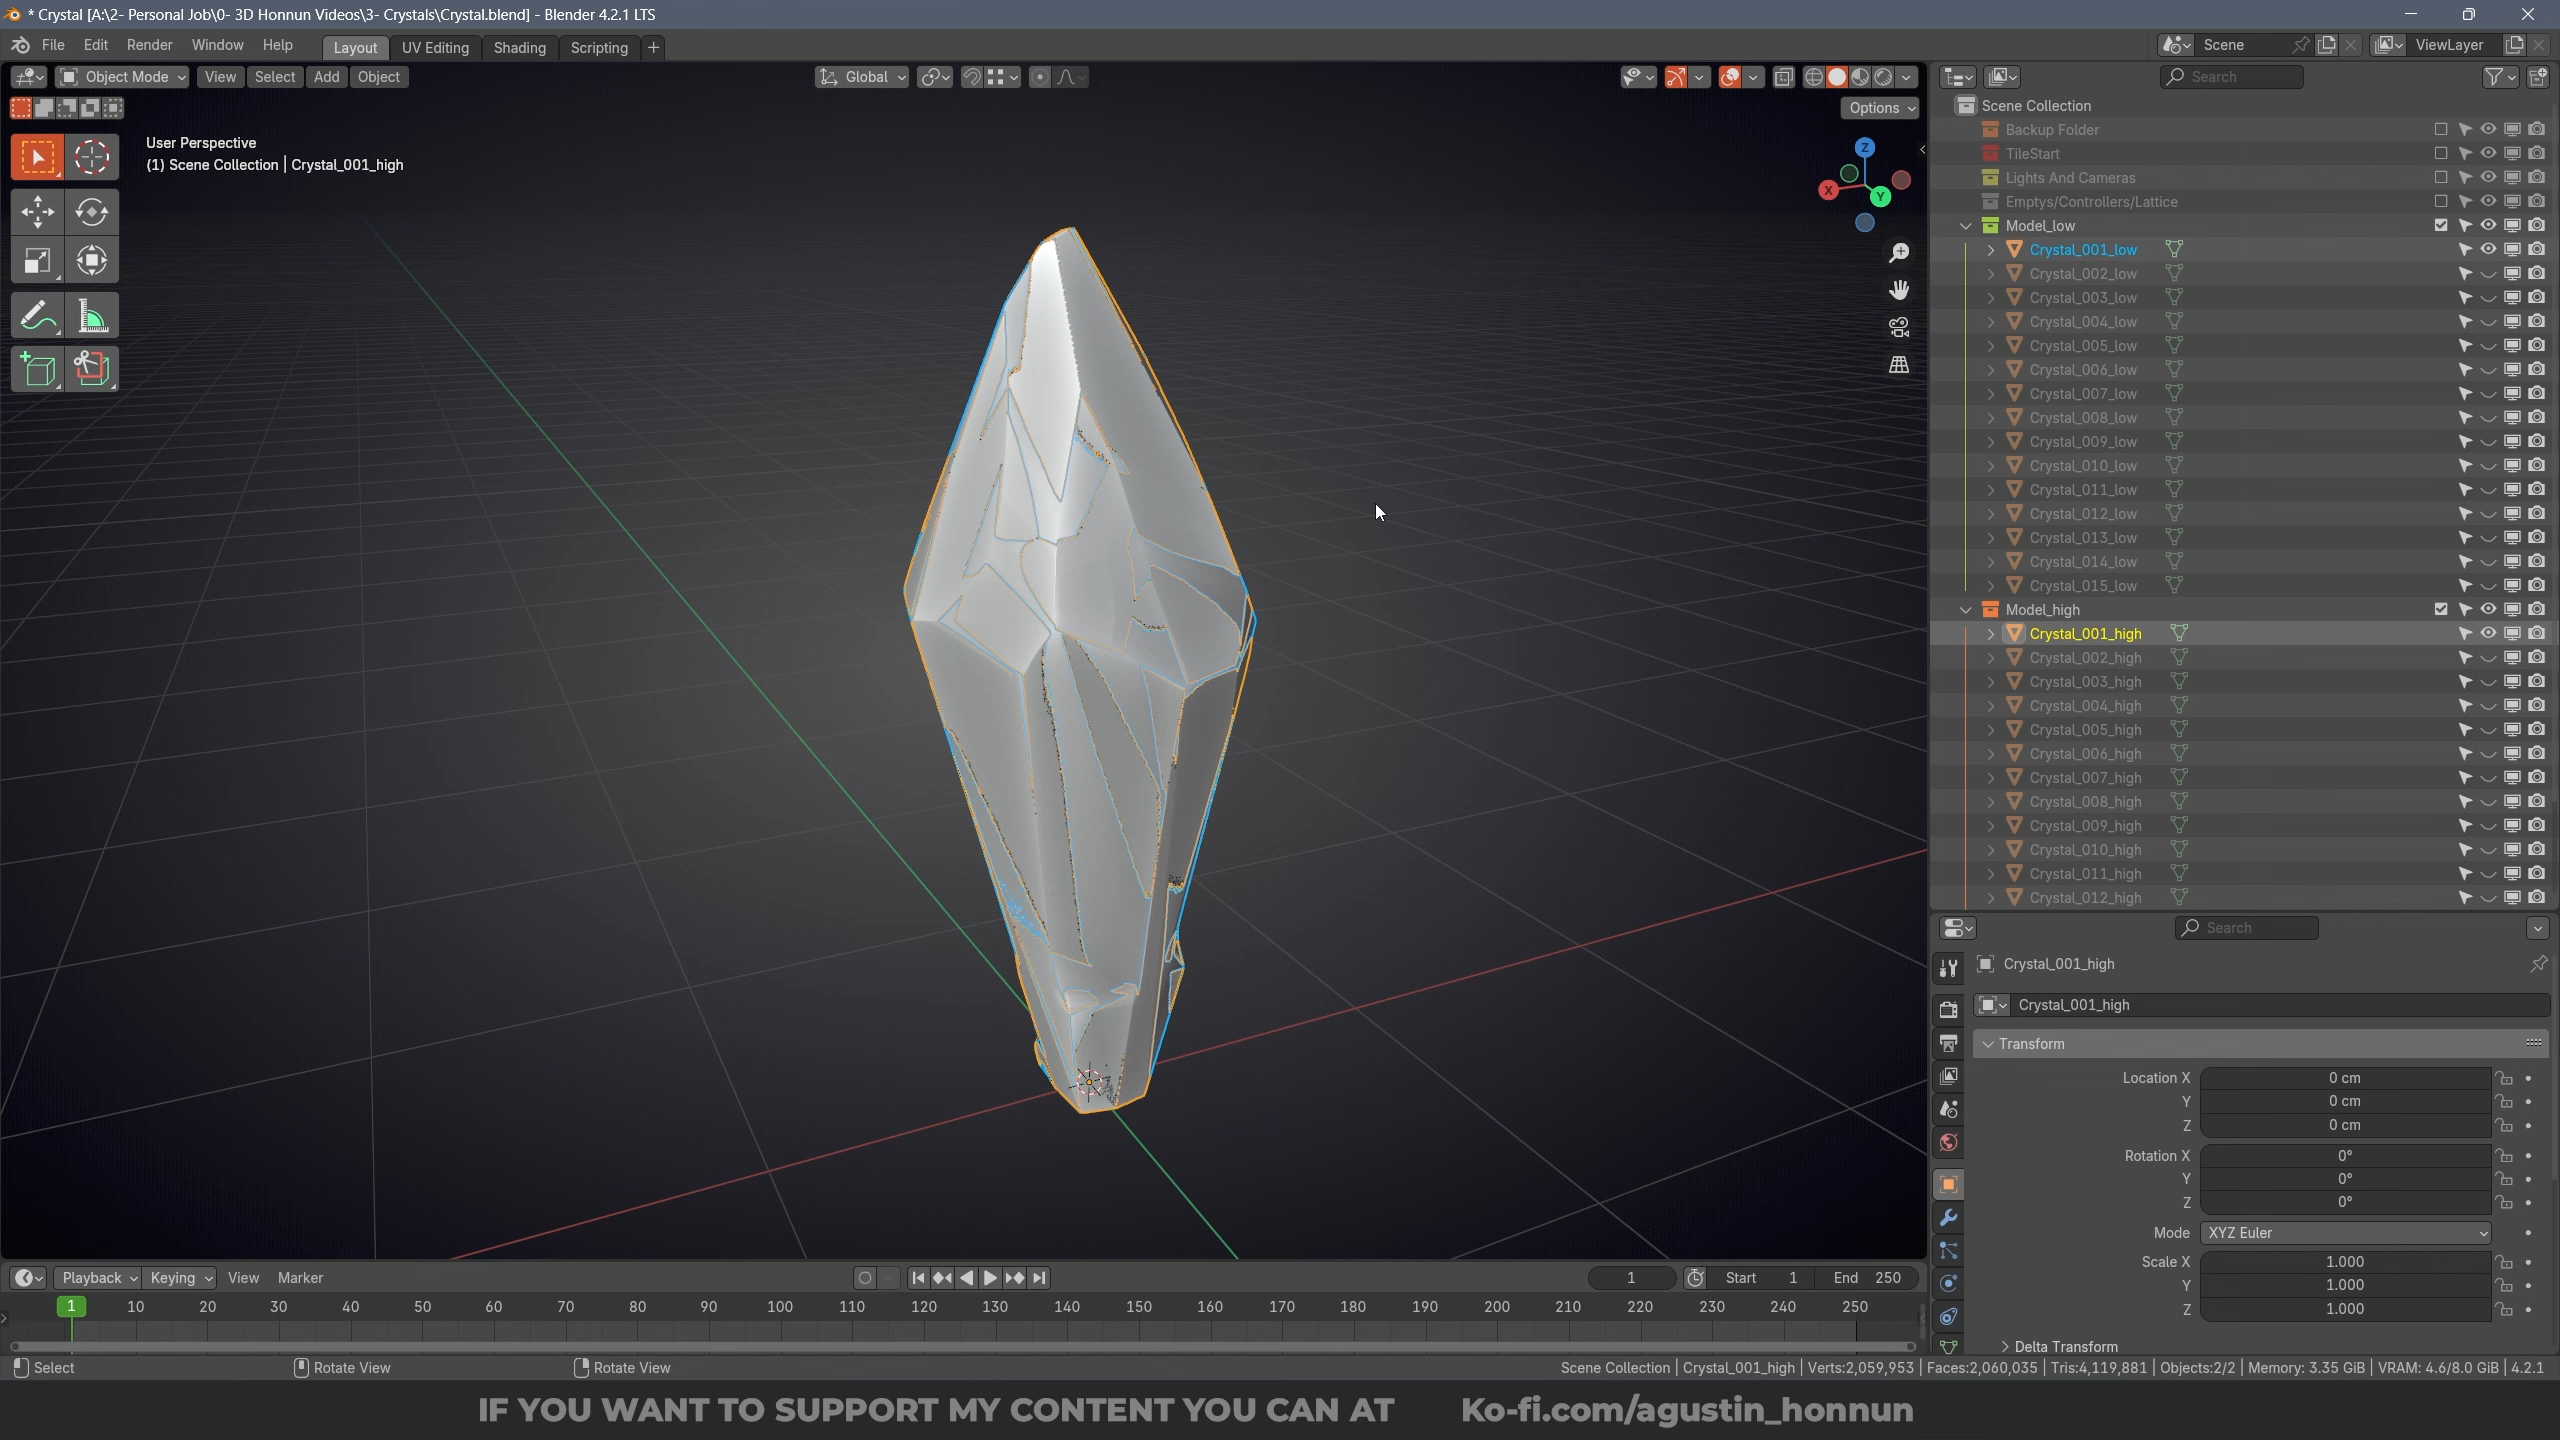 * Crystal [A:\2- Personal Job\0- 3D Honnun Videos\3- Crystals\Crystal.blend] - Blender 4.2.1 LTS
File Edit Render Window Help Layout UV Editing Shading Scripting + Scene ViewLayer
Object Mode View Select Add Object Global Search
Options
User Perspective
(1) Scene Collection | Crystal_001_high
Z
X
Y
Scene Collection
Backup Folder
TileStart
Lights And Cameras
Emptys/Controllers/Lattice
Model_low
Crystal_001_low
Crystal_002_low
Crystal_003_low
Crystal_004_low
Crystal_005_low
Crystal_006_low
Crystal_007_low
Crystal_008_low
Crystal_009_low
Crystal_010_low
Crystal_011_low
Crystal_012_low
Crystal_013_low
Crystal_014_low
Crystal_015_low
Model_high
Crystal_001_high
Crystal_002_high
Crystal_003_high
Crystal_004_high
Crystal_005_high
Crystal_006_high
Crystal_007_high
Crystal_008_high
Crystal_009_high
Crystal_010_high
Crystal_011_high
Crystal_012_high
Search
Crystal_001_high
Crystal_001_high
Transform
Location X 0 cm
Y 0 cm
Z 0 cm
Rotation X 0°
Y 0°
Z 0°
Mode XYZ Euler
Scale X 1.000
Y 1.000
Z 1.000
Delta Transform
Playback Keying View Marker 1 Start 1 End 250
1 10 20 30 40 50 60 70 80 90 100 110 120 130 140 150 160 170 180 190 200 210 220 230 240 250
Select Rotate View Rotate View Scene Collection | Crystal_001_high | Verts:2,059,953 | Faces:2,060,035 | Tris:4,119,881 | Objects:2/2 | Memory: 3.35 GiB | VRAM: 4.6/8.0 GiB | 4.2.1
IF YOU WANT TO SUPPORT MY CONTENT YOU CAN AT Ko-fi.com/agustin_honnun